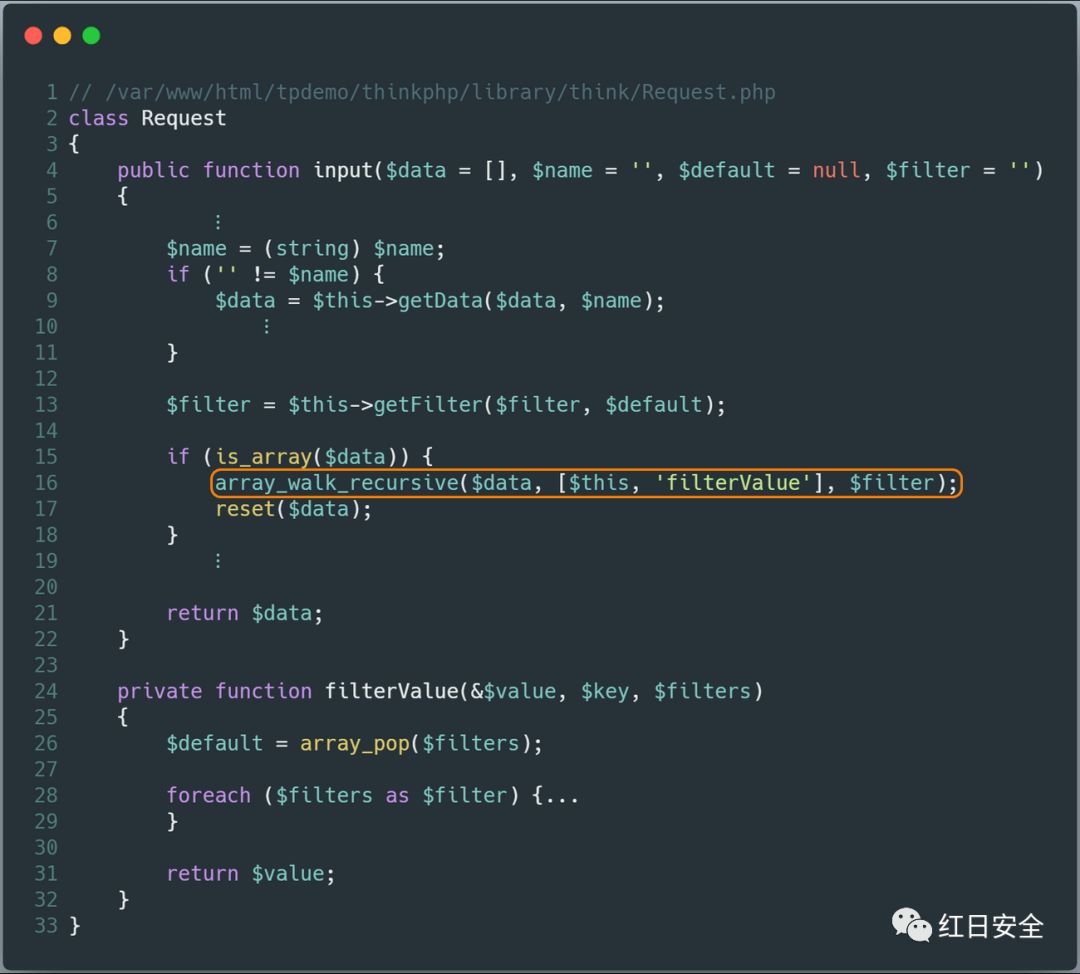 1 // /var/www/html/tpdemo/thinkphp/library/think/Request.php
2 class Request
3 {
4     public function input($data = [], $name = '', $default = null, $filter = '')
5     {
6             ⋮
7         $name = (string) $name;
8         if ('' != $name) {
9             $data = $this->getData($data, $name);
10                 ⋮
11         }
12
13         $filter = $this->getFilter($filter, $default);
14
15         if (is_array($data)) {
16             array_walk_recursive($data, [$this, 'filterValue'], $filter);
17             reset($data);
18         }
19             ⋮
20
21         return $data;
22     }
23
24     private function filterValue(&$value, $key, $filters)
25     {
26         $default = array_pop($filters);
27
28         foreach ($filters as $filter) {...
29         }
30
31         return $value;
32     }
33 }
红日安全